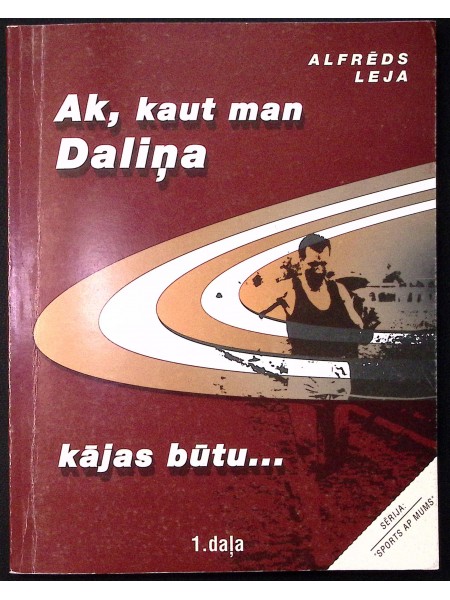 ALFRĒDS
LEJA
Ak, kaut man
Daliņa
kājas būtu...
SĒRIJA:
'SPORTS AP MUMS'
1.daļa